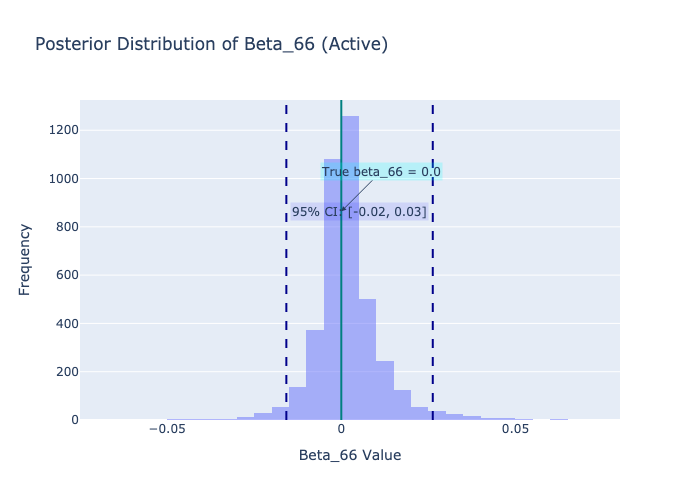 Posterior Distribution of Beta_66 (Active)
1200
1000
800
600
400
200
0
Frequency
True beta_66 = 0.0
95% CI: [-0.02, 0.03]
−0.05
0
0.05
Beta_66 Value